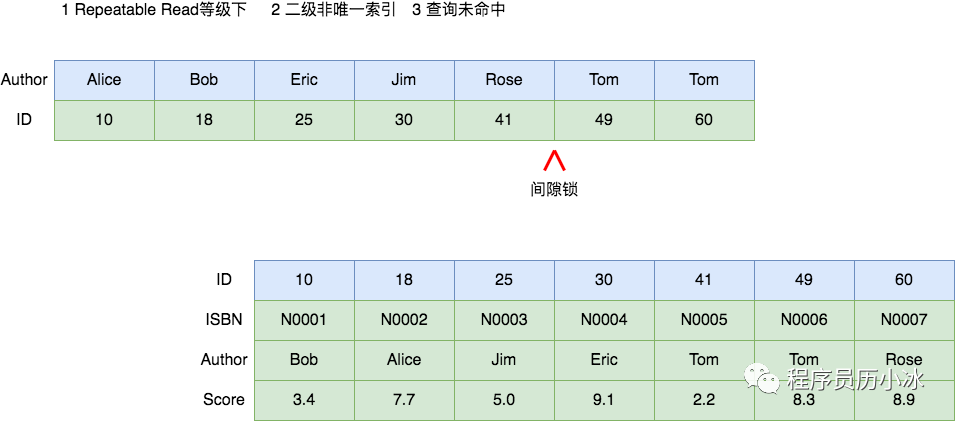 1 Repeatable Read等级下 2 二级非唯一索引 3 查询未命中
Author Alice Bob Eric Jim Rose Tom Tom
ID 10 18 25 30 41 49 60
间隙锁
ID 10 18 25 30 41 49 60
ISBN N0001 N0002 N0003 N0004 N0005 N0006 N0007
Author Bob Alice Jim Eric Tom Tom Rose
程序员历小冰
Score 3.4 7.7 5.0 9.1 2.2 8.3 8.9